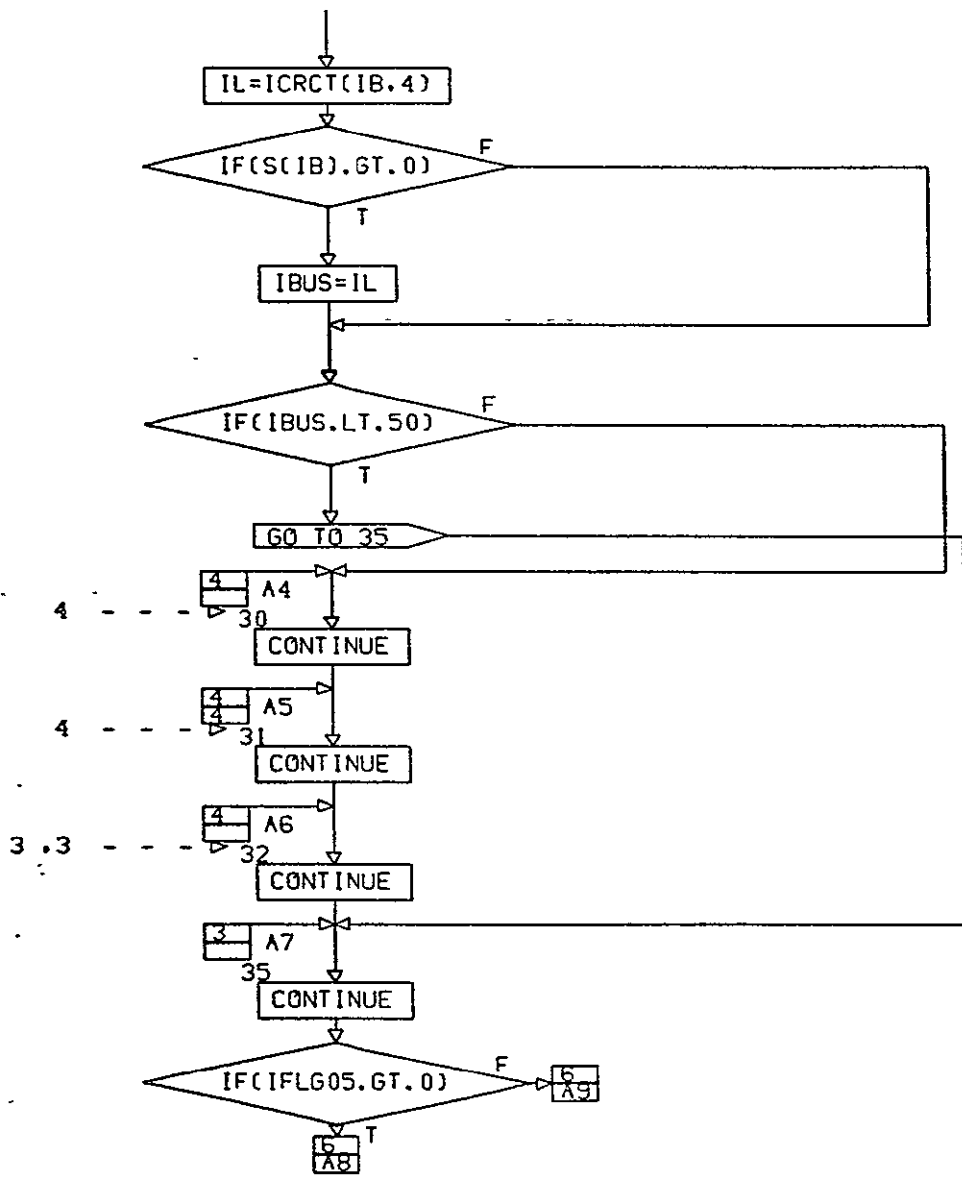 IL=ICRCT(IB.4)
IF(S(IB).GT.0)
F
T
IBUS=IL
IF(IBUS.LT.50)
F
T
GO TO 35
4
A4
4 - - - 30
CONTINUE
4
4
A5
4 - - - 31
CONTINUE
4
A6
3.3 - - - 32
CONTINUE
3
A7
35
CONTINUE
IF(IFLG05.GT.0)
F
6
A9
T
6
A8